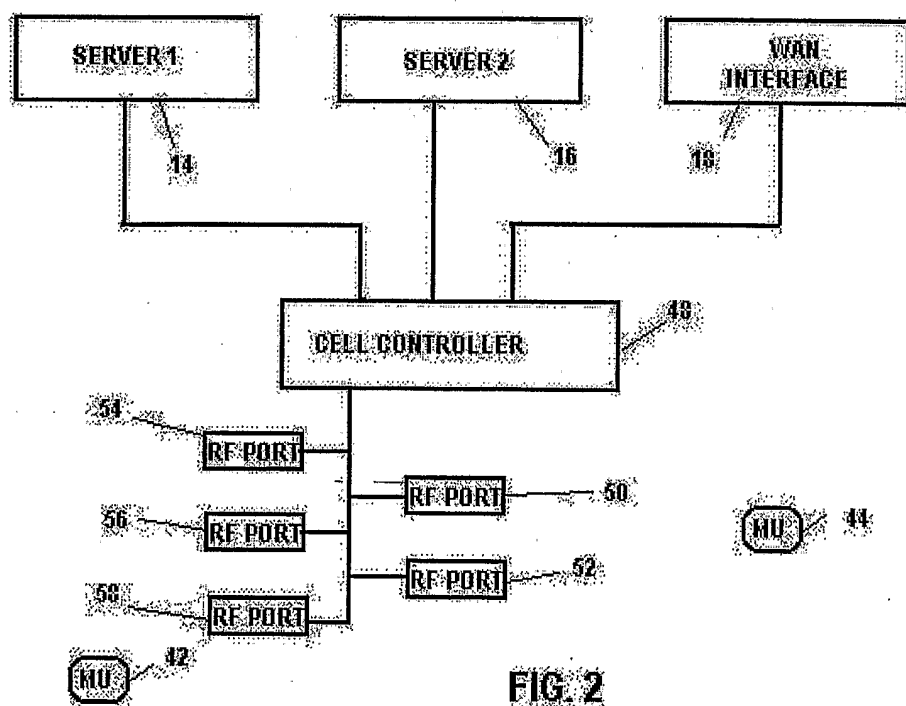 SERVER 1
SERVER 2
WAN
INTERFACE
14
16
18
CELL CONTROLLER
48
54
RF PORT
RF PORT
50
56
RF PORT
MU
44
RF PORT
52
58
RF PORT
42
MU
FIG. 2